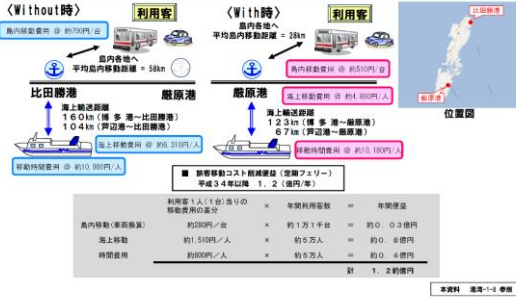 〈Without時〉
利用客
島内移動費用 @ 約790円/台
島内各地へ
平均島内移動距離 = 58km
比田勝港
厳原港
海上輸送距離
160km(博 多 港～比田勝港)
104km(芦辺港～比田勝港)
海上移動費用 @ 約6,310円/人
移動時間費用 @ 約10,980円/人
〈With時〉
利用客
島内各地へ
平均島内移動距離 = 28km
島内移動費用 @ 約510円/台
厳原港
海上移動費用 @ 約4,800円/人
海上輸送距離
123km(博 多 港～厳原港)
67km(芦辺港～厳原港)
移動時間費用 @ 約10,180円/人
比田勝港
厳原港
位置図
■ 旅客移動コスト削減便益(定期フェリー)
平成34年以降 1.2(億円/年)
利用客1人(1台)当りの
移動費用の差分 × 年間利用客数 = 年間便益
島内移動(車両換算) 約280円/台 × 約1万1千台 = 約0.03億円
海上移動 約1,510円/人 × 約5万人 = 約0.8億円
時間費用 約800円/人 × 約5万人 = 約0.4億円
計 1.2約億円
本資料 港湾-1-8 参照